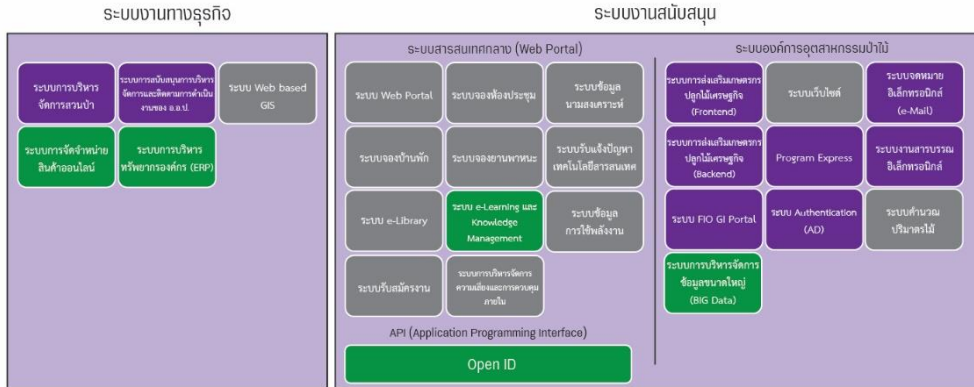 ระบบงานทางธุรกิจ
ระบบการบริหาร
จัดการสวนป่า
ระบบการสนับสนุนการบริหาร
จัดการและติดตามการดำเนิน
งานของ อ.อ.ป.
ระบบ Web based
GIS
ระบบการจัดจำหน่าย
สินค้าออนไลน์
ระบบการบริหาร
ทรัพยากรองค์กร (ERP)
ระบบงานสนับสนุน
ระบบสารสนเทศกลาง (Web Portal)
ระบบ Web Portal
ระบบจองห้องประชุม
ระบบข้อมูล
นามสงเคราะห์
ระบบจองบ้านพัก
ระบบจองยานพาหนะ
ระบบรับแจ้งปัญหา
เทคโนโลยีสารสนเทศ
ระบบ e-Library
ระบบ e-Learning และ
Knowledge
Management
ระบบข้อมูล
การใช้พลังงาน
ระบบรับสมัครงาน
ระบบการบริหารจัดการ
ความเสี่ยงและการควบคุม
ภายใน
API (Application Programming Interface)
Open ID
ระบบองค์การอุตสาหกรรมป่าไม้
ระบบการส่งเสริมเกษตรกร
ปลูกไม้เศรษฐกิจ
(Frontend)
ระบบเว็บไซต์
ระบบจดหมาย
อิเล็กทรอนิกส์
(e-Mail)
ระบบการส่งเสริมเกษตรกร
ปลูกไม้เศรษฐกิจ
(Backend)
Program Express
ระบบงานสารบรรณ
อิเล็กทรอนิกส์
ระบบ FIO GI Portal
ระบบ Authentication
(AD)
ระบบคำนวณ
ปริมาตรไม้
ระบบการบริหารจัดการ
ข้อมูลขนาดใหญ่
(BIG Data)